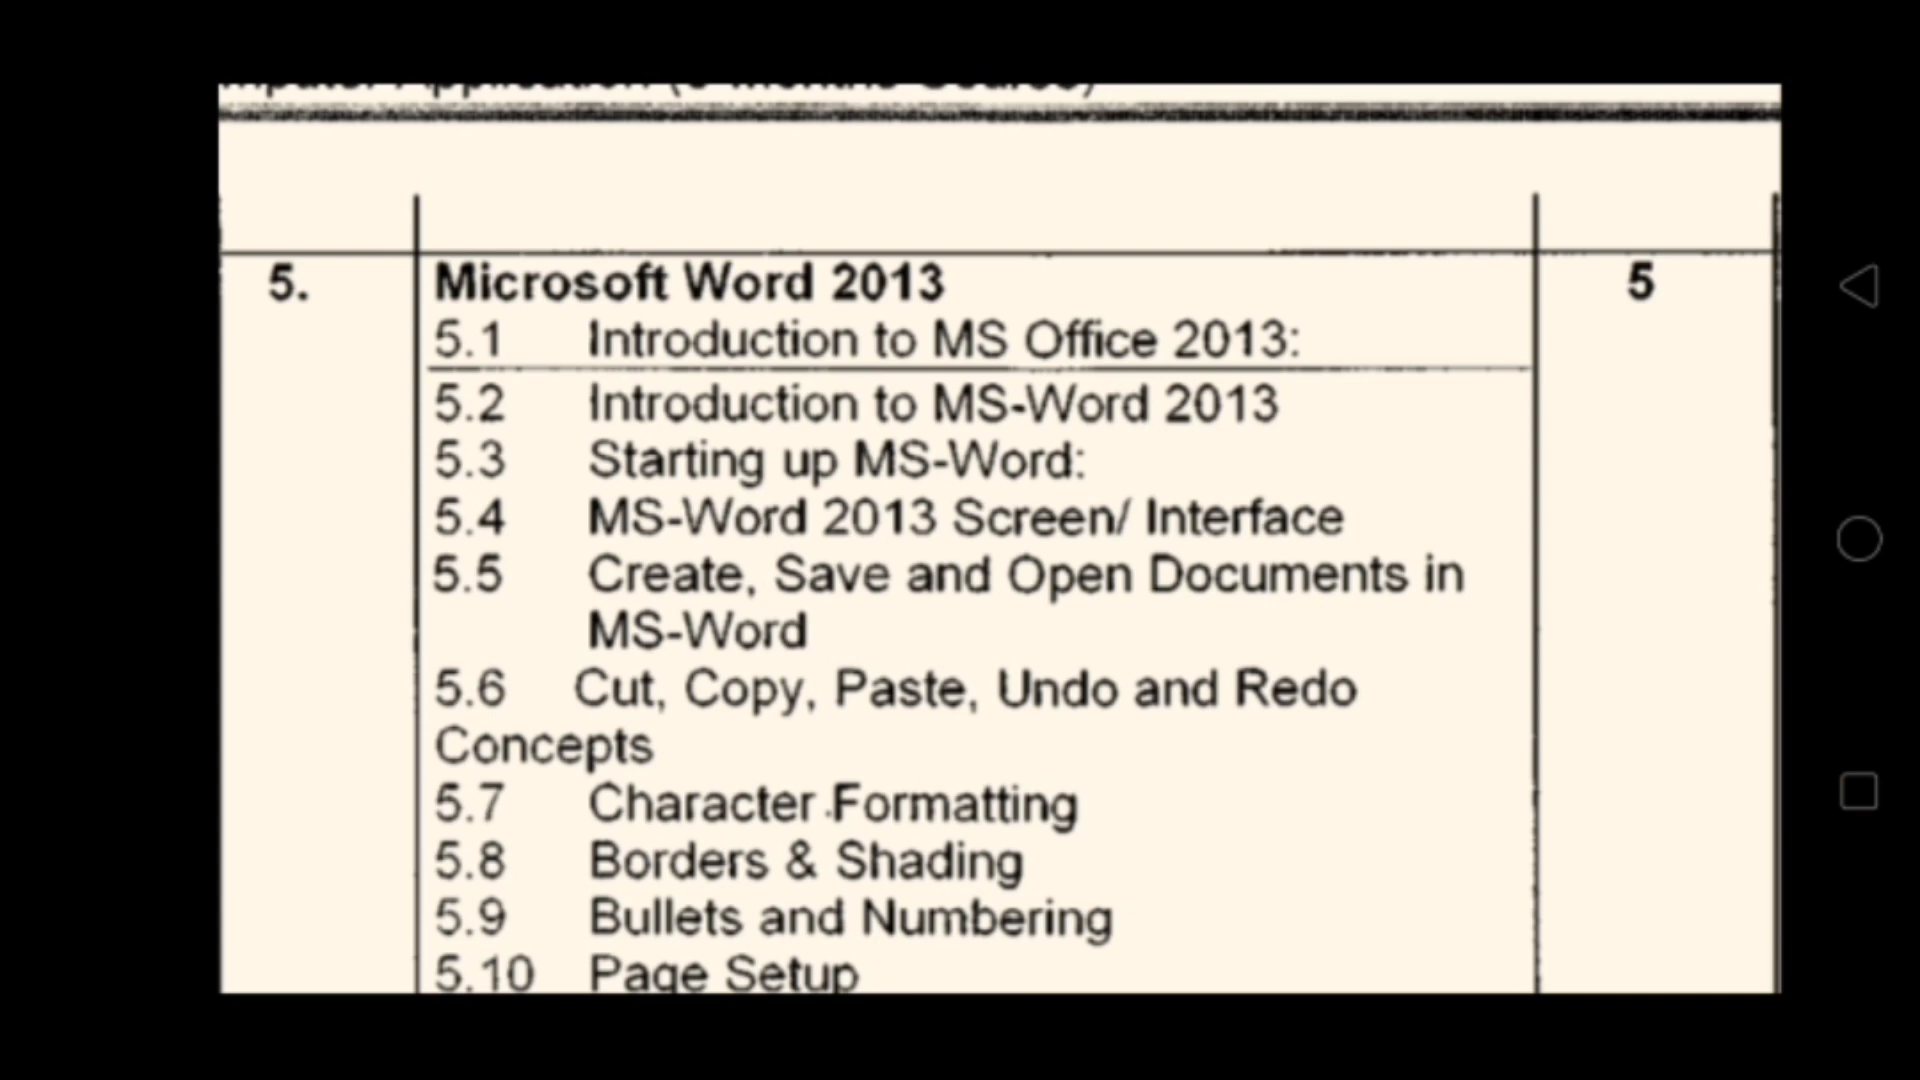 5. Microsoft Word 2013 5
5.1 Introduction to MS Office 2013:
5.2 Introduction to MS-Word 2013
5.3 Starting up MS-Word:
5.4 MS-Word 2013 Screen/ Interface
5.5 Create, Save and Open Documents in
MS-Word
5.6 Cut, Copy, Paste, Undo and Redo
Concepts
5.7 Character Formatting
5.8 Borders & Shading
5.9 Bullets and Numbering
5.10 Page Setup